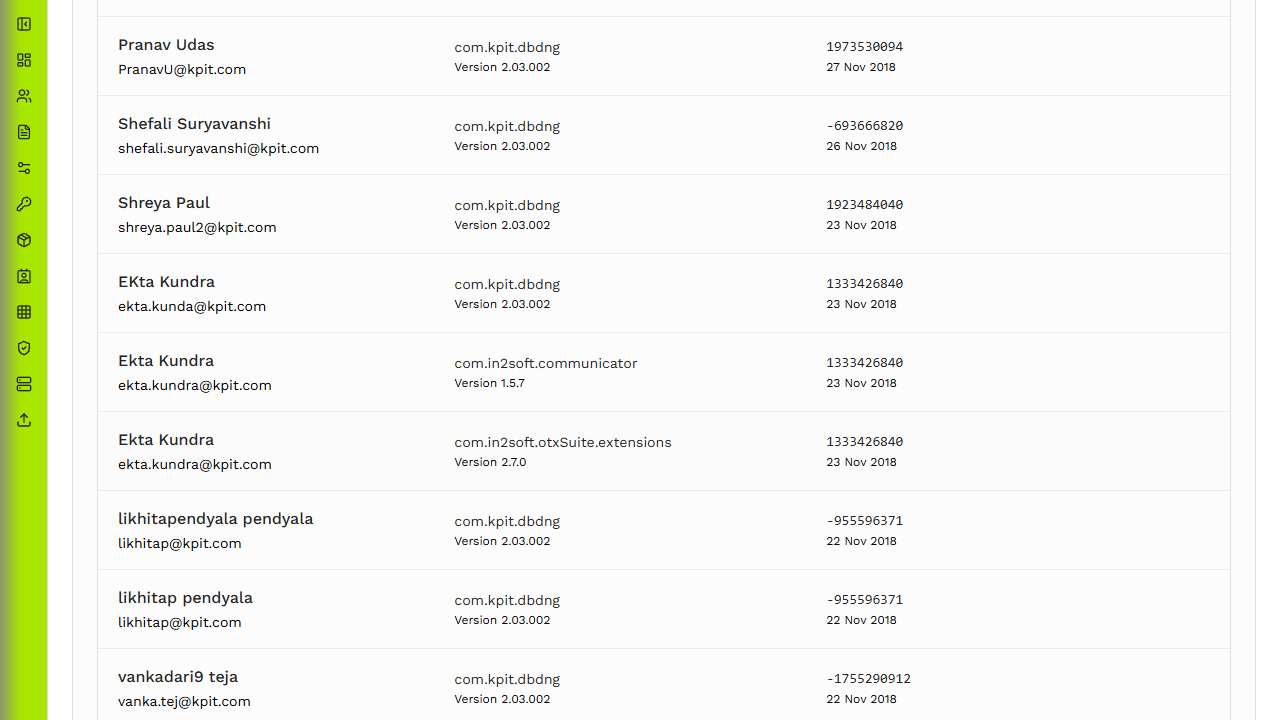 Pranav Udas
PranavU@kpit.com
com.kpit.dbdng
Version 2.03.002
1973530094
27 Nov 2018
Shefali Suryavanshi
shefali.suryavanshi@kpit.com
com.kpit.dbdng
Version 2.03.002
-693666820
26 Nov 2018
Shreya Paul
shreya.paul2@kpit.com
com.kpit.dbdng
Version 2.03.002
1923484040
23 Nov 2018
EKta Kundra
ekta.kunda@kpit.com
com.kpit.dbdng
Version 2.03.002
1333426840
23 Nov 2018
Ekta Kundra
ekta.kundra@kpit.com
com.in2soft.communicator
Version 1.5.7
1333426840
23 Nov 2018
Ekta Kundra
ekta.kundra@kpit.com
com.in2soft.otxSuite.extensions
Version 2.7.0
1333426840
23 Nov 2018
likhitapendyala pendyala
likhitap@kpit.com
com.kpit.dbdng
Version 2.03.002
-955596371
22 Nov 2018
likhitap pendyala
likhitap@kpit.com
com.kpit.dbdng
Version 2.03.002
-955596371
22 Nov 2018
vankadari9 teja
vanka.tej@kpit.com
com.kpit.dbdng
Version 2.03.002
-1755290912
22 Nov 2018